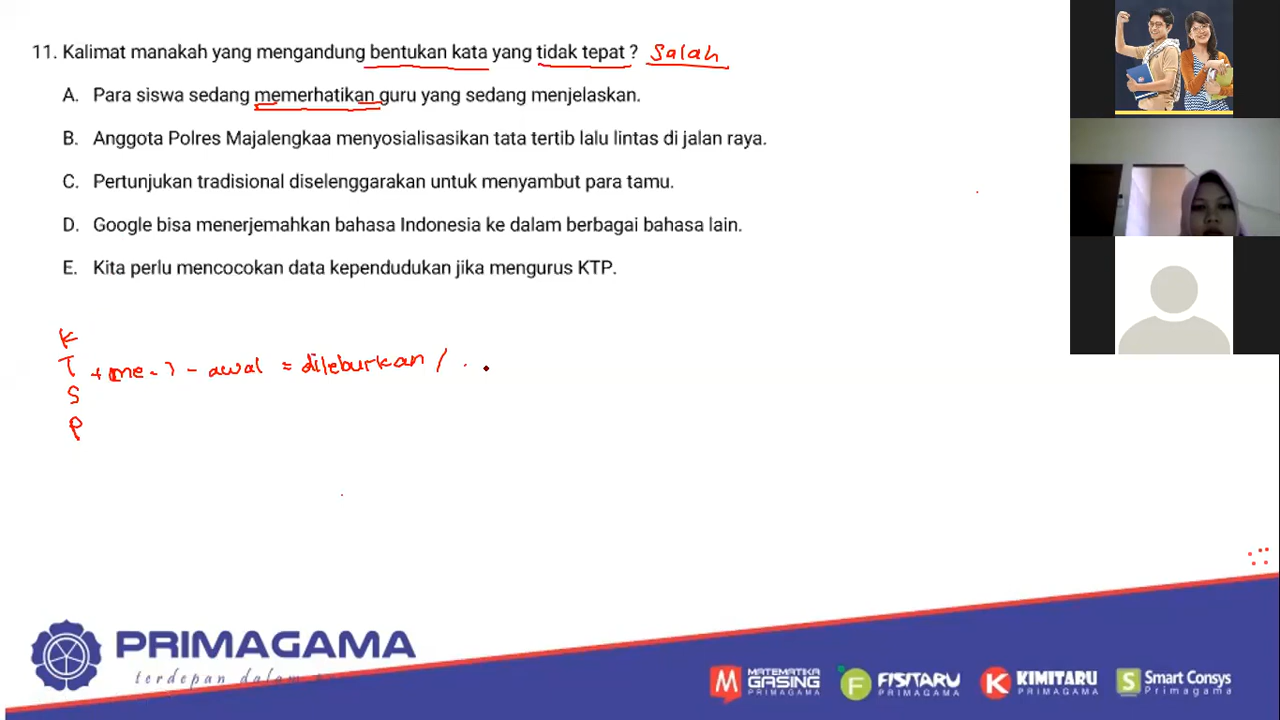 11. Kalimat manakah yang mengandung bentukan kata yang tidak tepat ? Salah
A. Para siswa sedang memerhatikan guru yang sedang menjelaskan.
B. Anggota Polres Majalengkaa menyosialisasikan tata tertib lalu lintas di jalan raya.
C. Pertunjukan tradisional diselenggarakan untuk menyambut para tamu.
D. Google bisa menerjemahkan bahasa Indonesia ke dalam berbagai bahasa lain.
E. Kita perlu mencocokan data kependudukan jika mengurus KTP.
K
T + me- ) - awal = dileburkan /
S
P
PRIMAGAMA
terdepan dalam
MATEMATIKA GASING PRIMAGAMA
FISITARU PRIMAGAMA
KIMITARU PRIMAGAMA
Smart Consys Primagama